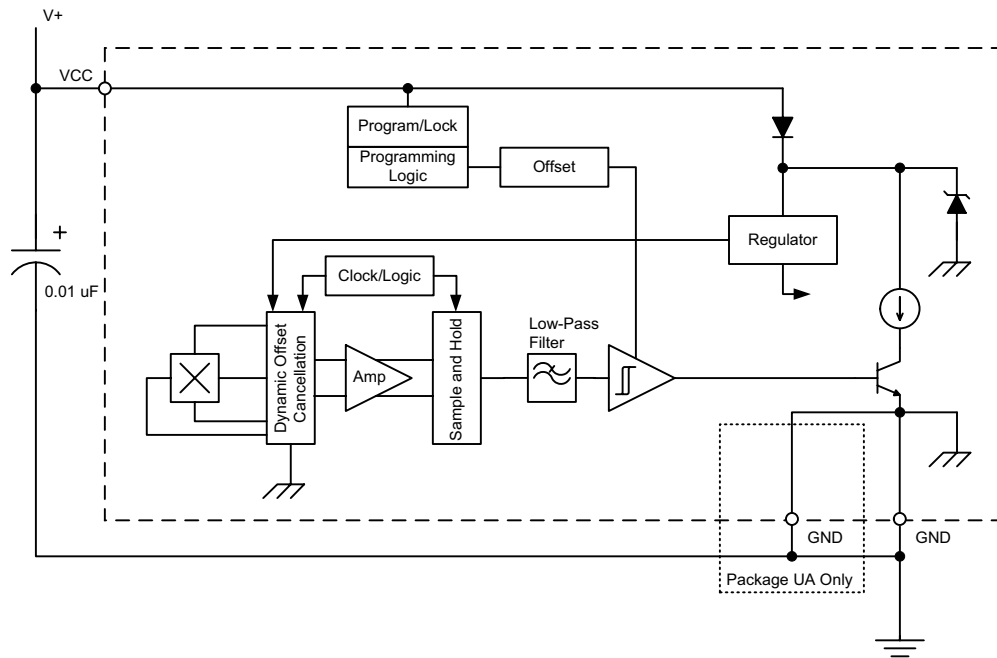 V+
VCC
Program/Lock
Programming
Logic
Offset
Regulator
+
0.01 uF
Clock/Logic
Dynamic Offset
Cancellation
Amp
Sample and Hold
Low-Pass
Filter
GND
GND
Package UA Only